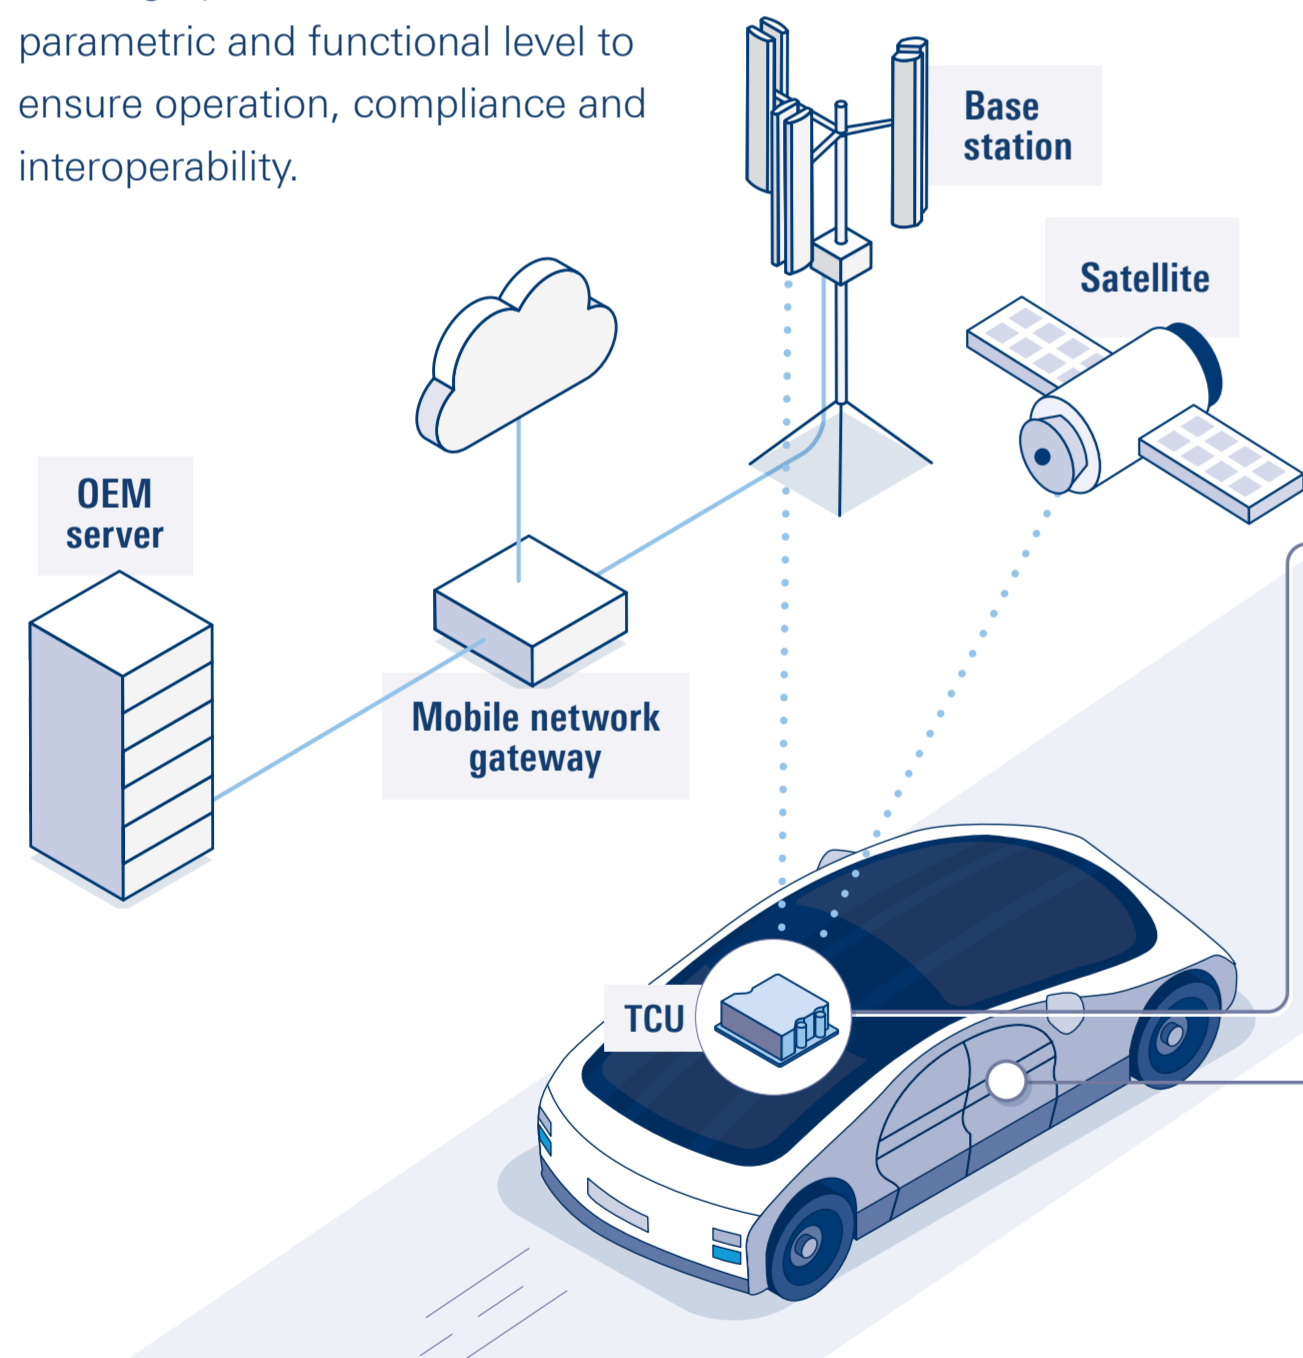 parametric and functional level to
ensure operation, compliance and
interoperability.
Base
station
Satellite
OEM
server
Mobile network
gateway
TCU